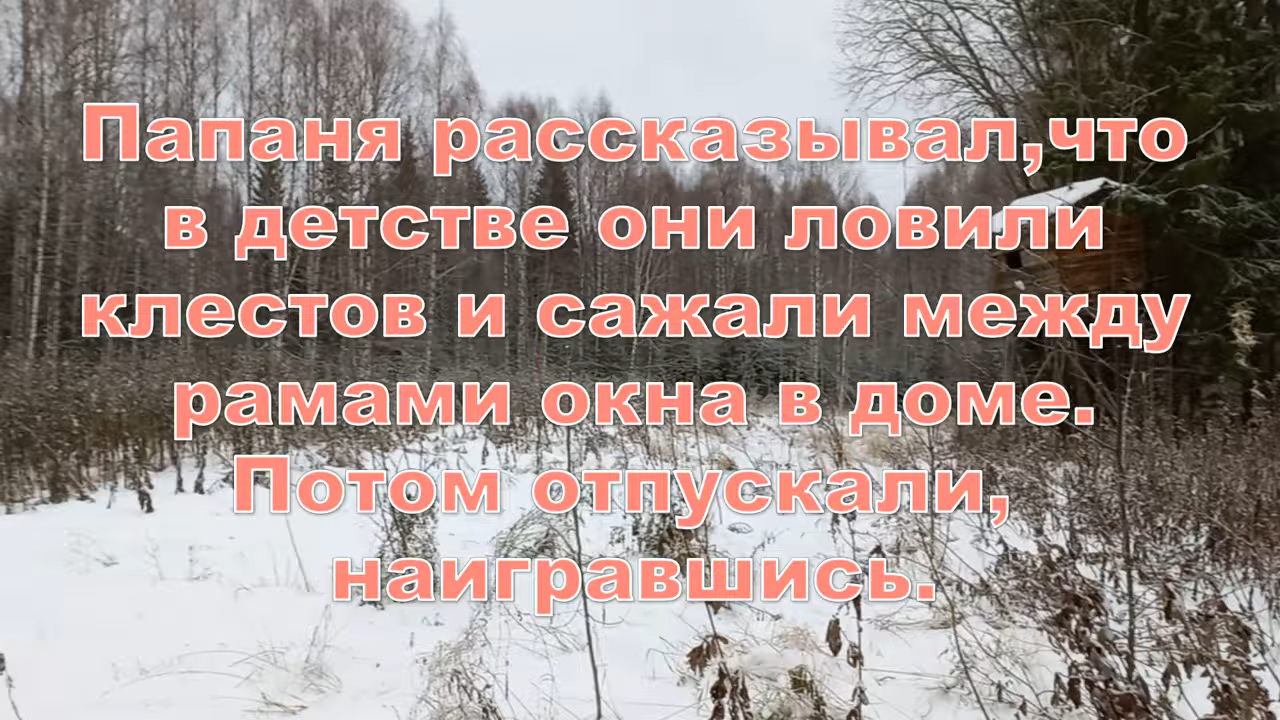 Папаня рассказывал,что
в детстве они ловили
клестов и сажали между
рамами окна в доме.
Потом отпускали,
наигравшись.